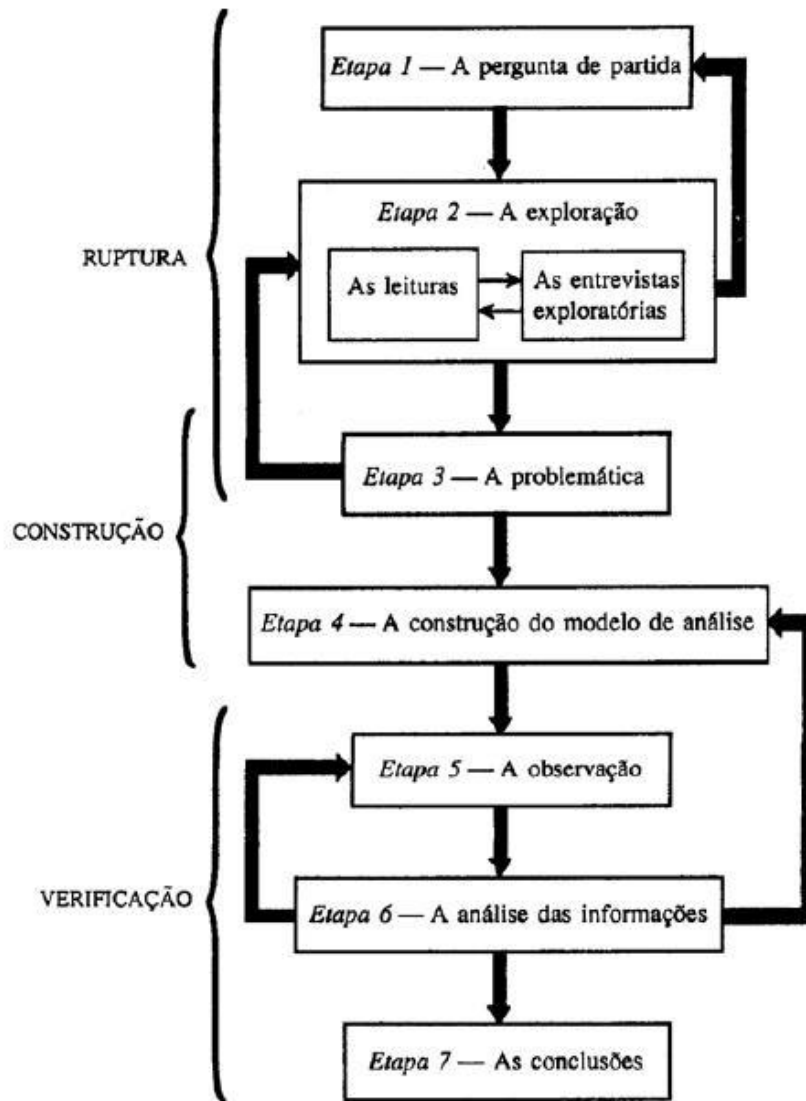 Etapa 1 — A pergunta de partida
Etapa 2 — A exploração
RUPTURA
As leituras
As entrevistas
exploratórias
Etapa 3 — A problemática
CONSTRUÇÃO
Etapa 4 — A construção do modelo de análise
Etapa 5 — A observação
VERIFICAÇÃO
Etapa 6 — A análise das informações
Etapa 7 — As conclusões